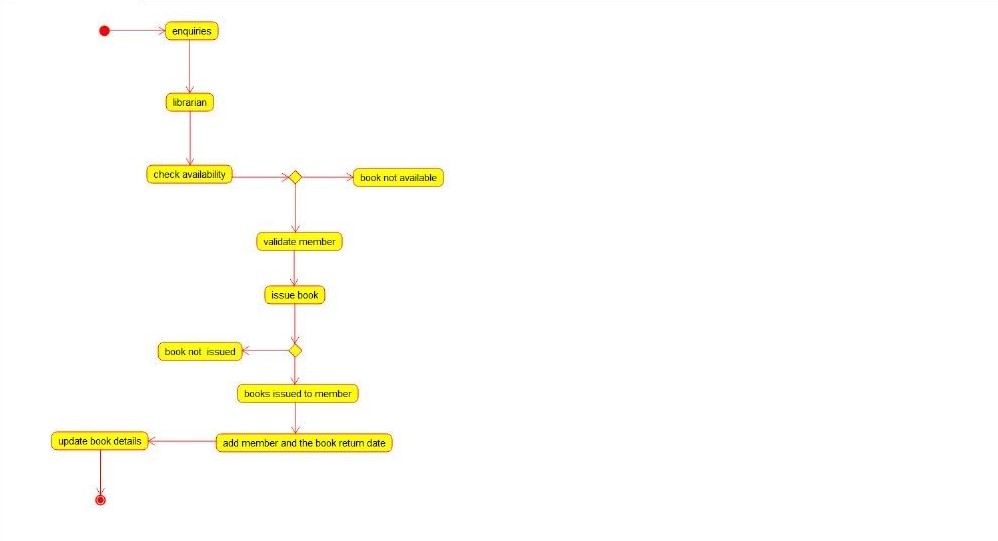 enquiries
librarian
check availability
book not available
validate member
issue book
book not issued
books issued to member
update book details
add member and the book return date